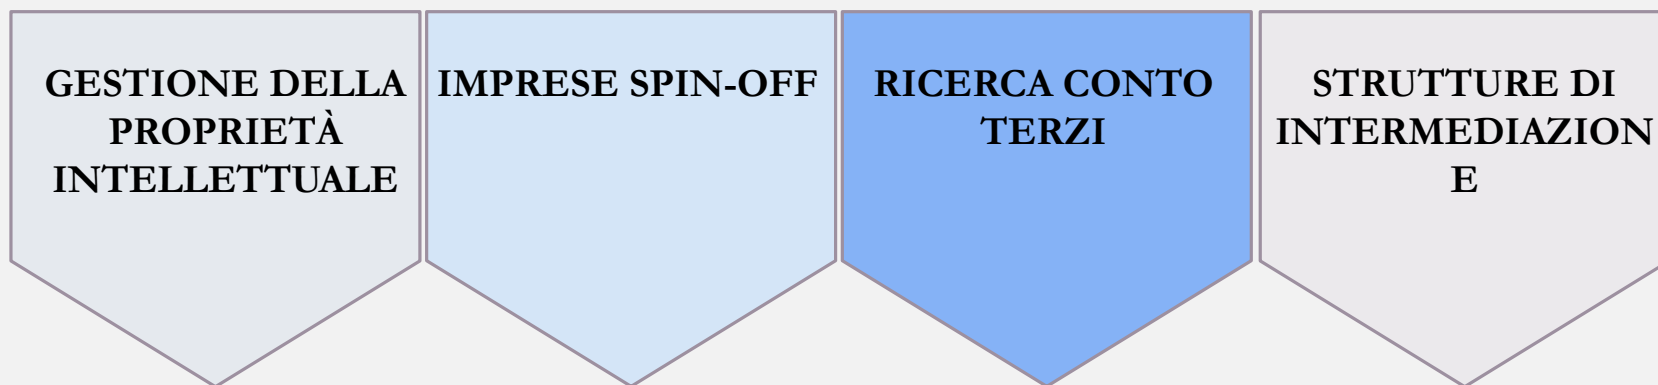 GESTIONE DELLA
PROPRIETÀ
INTELLETTUALE
IMPRESE SPIN-OFF
RICERCA CONTO
TERZI
STRUTTURE DI
INTERMEDIAZION
E